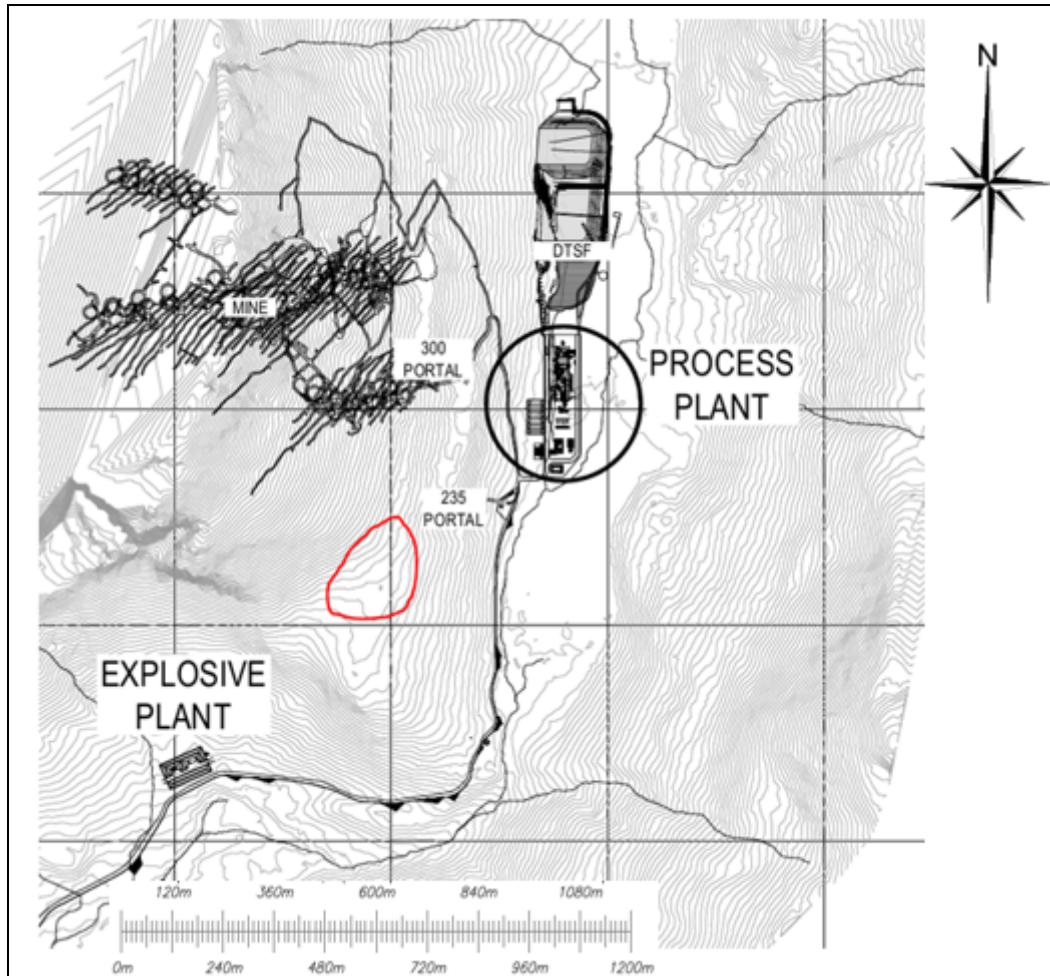 N
DTSF
MINE
300
PORTAL
PROCESS
PLANT
235
PORTAL
EXPLOSIVE
PLANT
120m 360m 600m 840m 1080m
0m 240m 480m 720m 960m 1200m